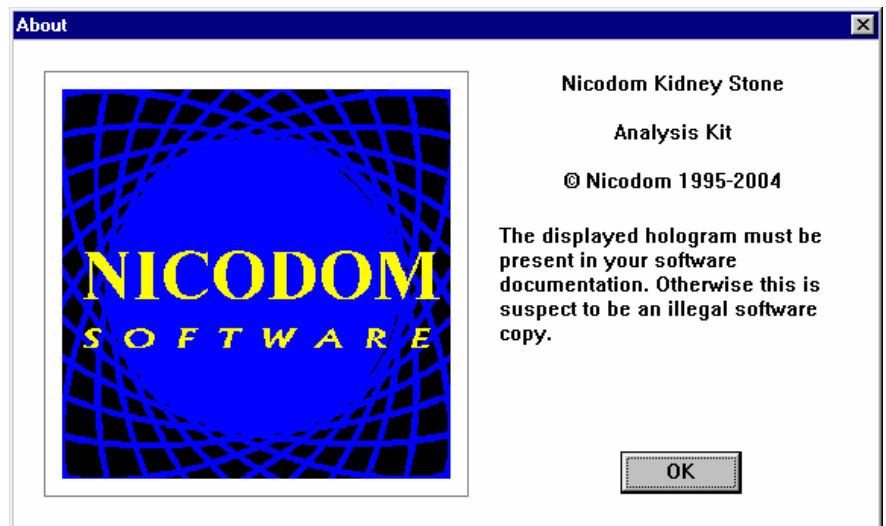 About
NICODOM
SOFTWARE
Nicodom Kidney Stone
Analysis Kit
© Nicodom 1995-2004
The displayed hologram must be
present in your software
documentation. Otherwise this is
suspect to be an illegal software
copy.
OK